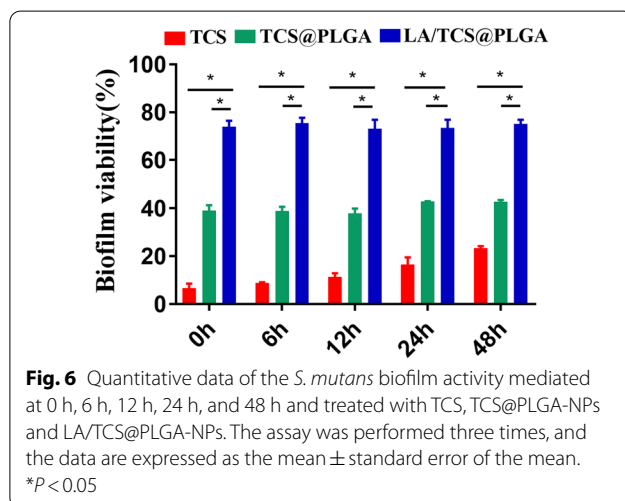 TCS TCS@PLGA LA/TCS@PLGA
Biofilm viability(%)
100
80
60
40
20
0
* * * * *
* * * * *
0h 6h 12h 24h 48h
Fig. 6 Quantitative data of the S. mutans biofilm activity mediated
at 0 h, 6 h, 12 h, 24 h, and 48 h and treated with TCS, TCS@PLGA-NPs
and LA/TCS@PLGA-NPs. The assay was performed three times, and
the data are expressed as the mean ± standard error of the mean.
*P < 0.05